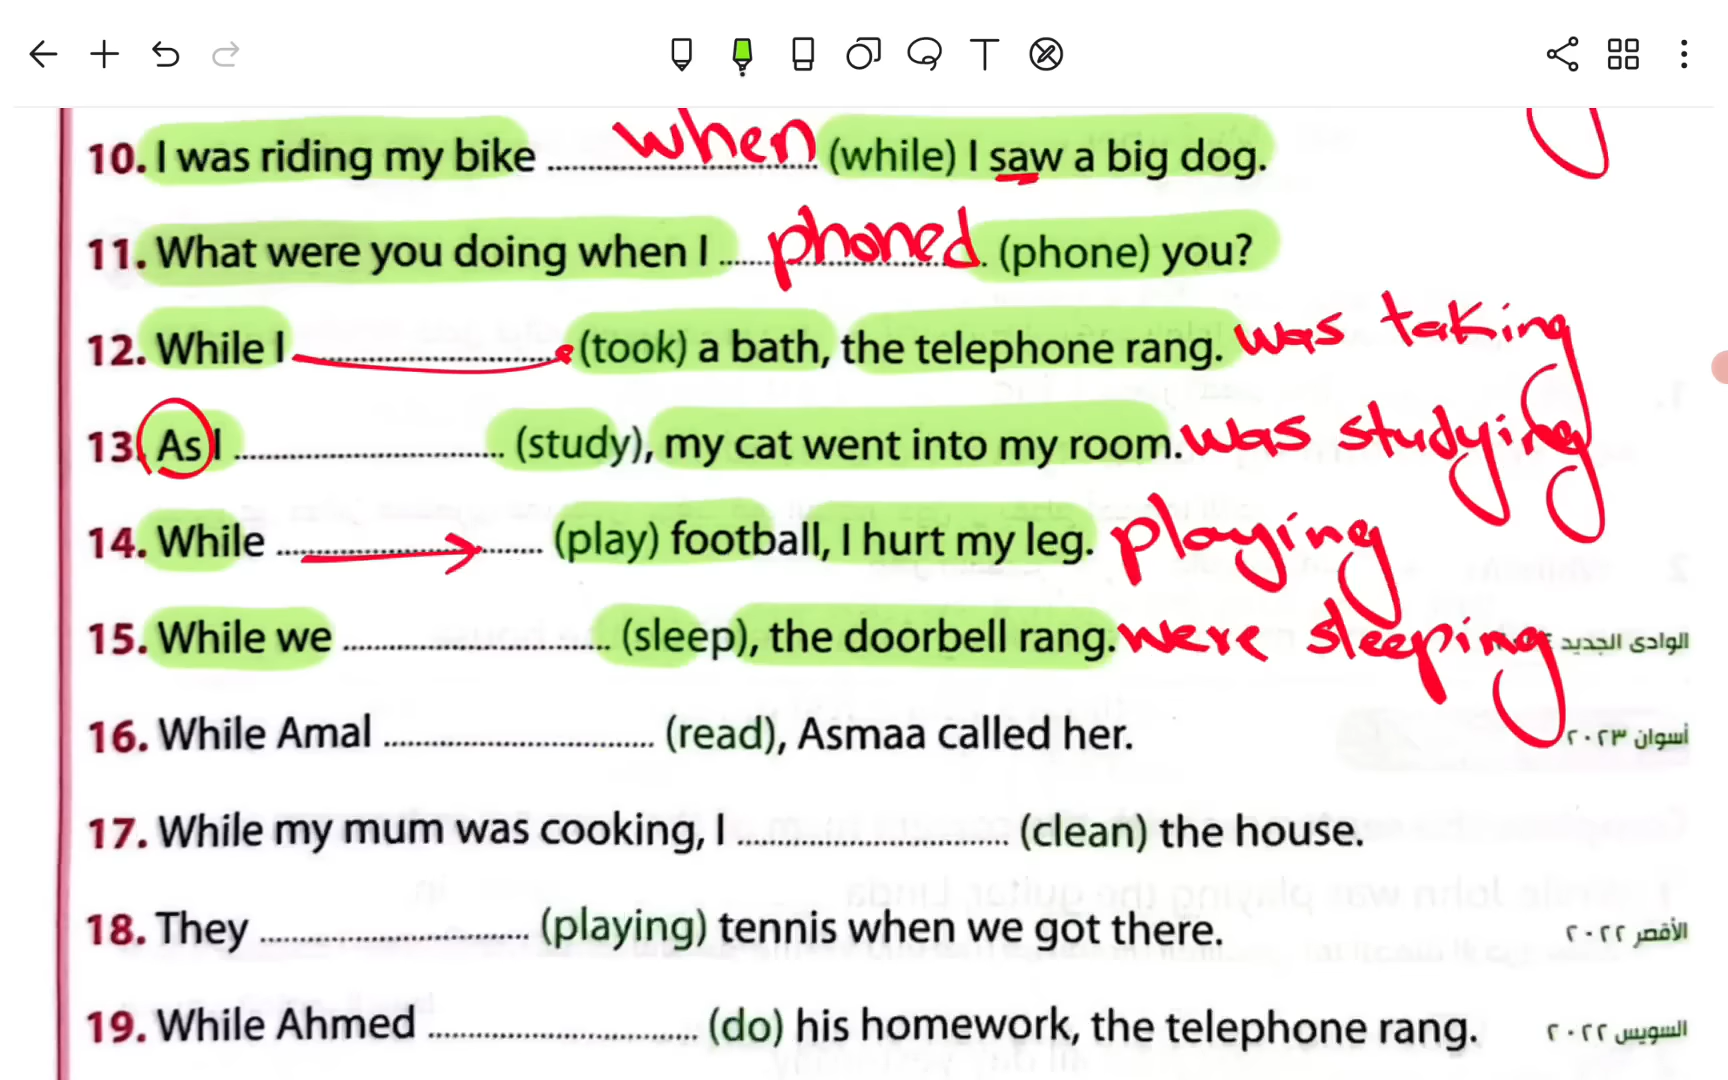 10. I was riding my bike .......... when (while) I saw a big dog.
11. What were you doing when I .......... phoned (phone) you?
12. While I .......... (took) a bath, the telephone rang. was taking
13. As I .......... (study), my cat went into my room. was studying
14. While .......... (play) football, I hurt my leg. playing
15. While we .......... (sleep), the doorbell rang. were sleeping الوادى الجديد
16. While Amal .......... (read), Asmaa called her. أسوان ٢٠٢٣
17. While my mum was cooking, I .......... (clean) the house.
18. They .......... (playing) tennis when we got there. الأقصر ٢٠٢٢
19. While Ahmed .......... (do) his homework, the telephone rang. السويس ٢٠٢٢